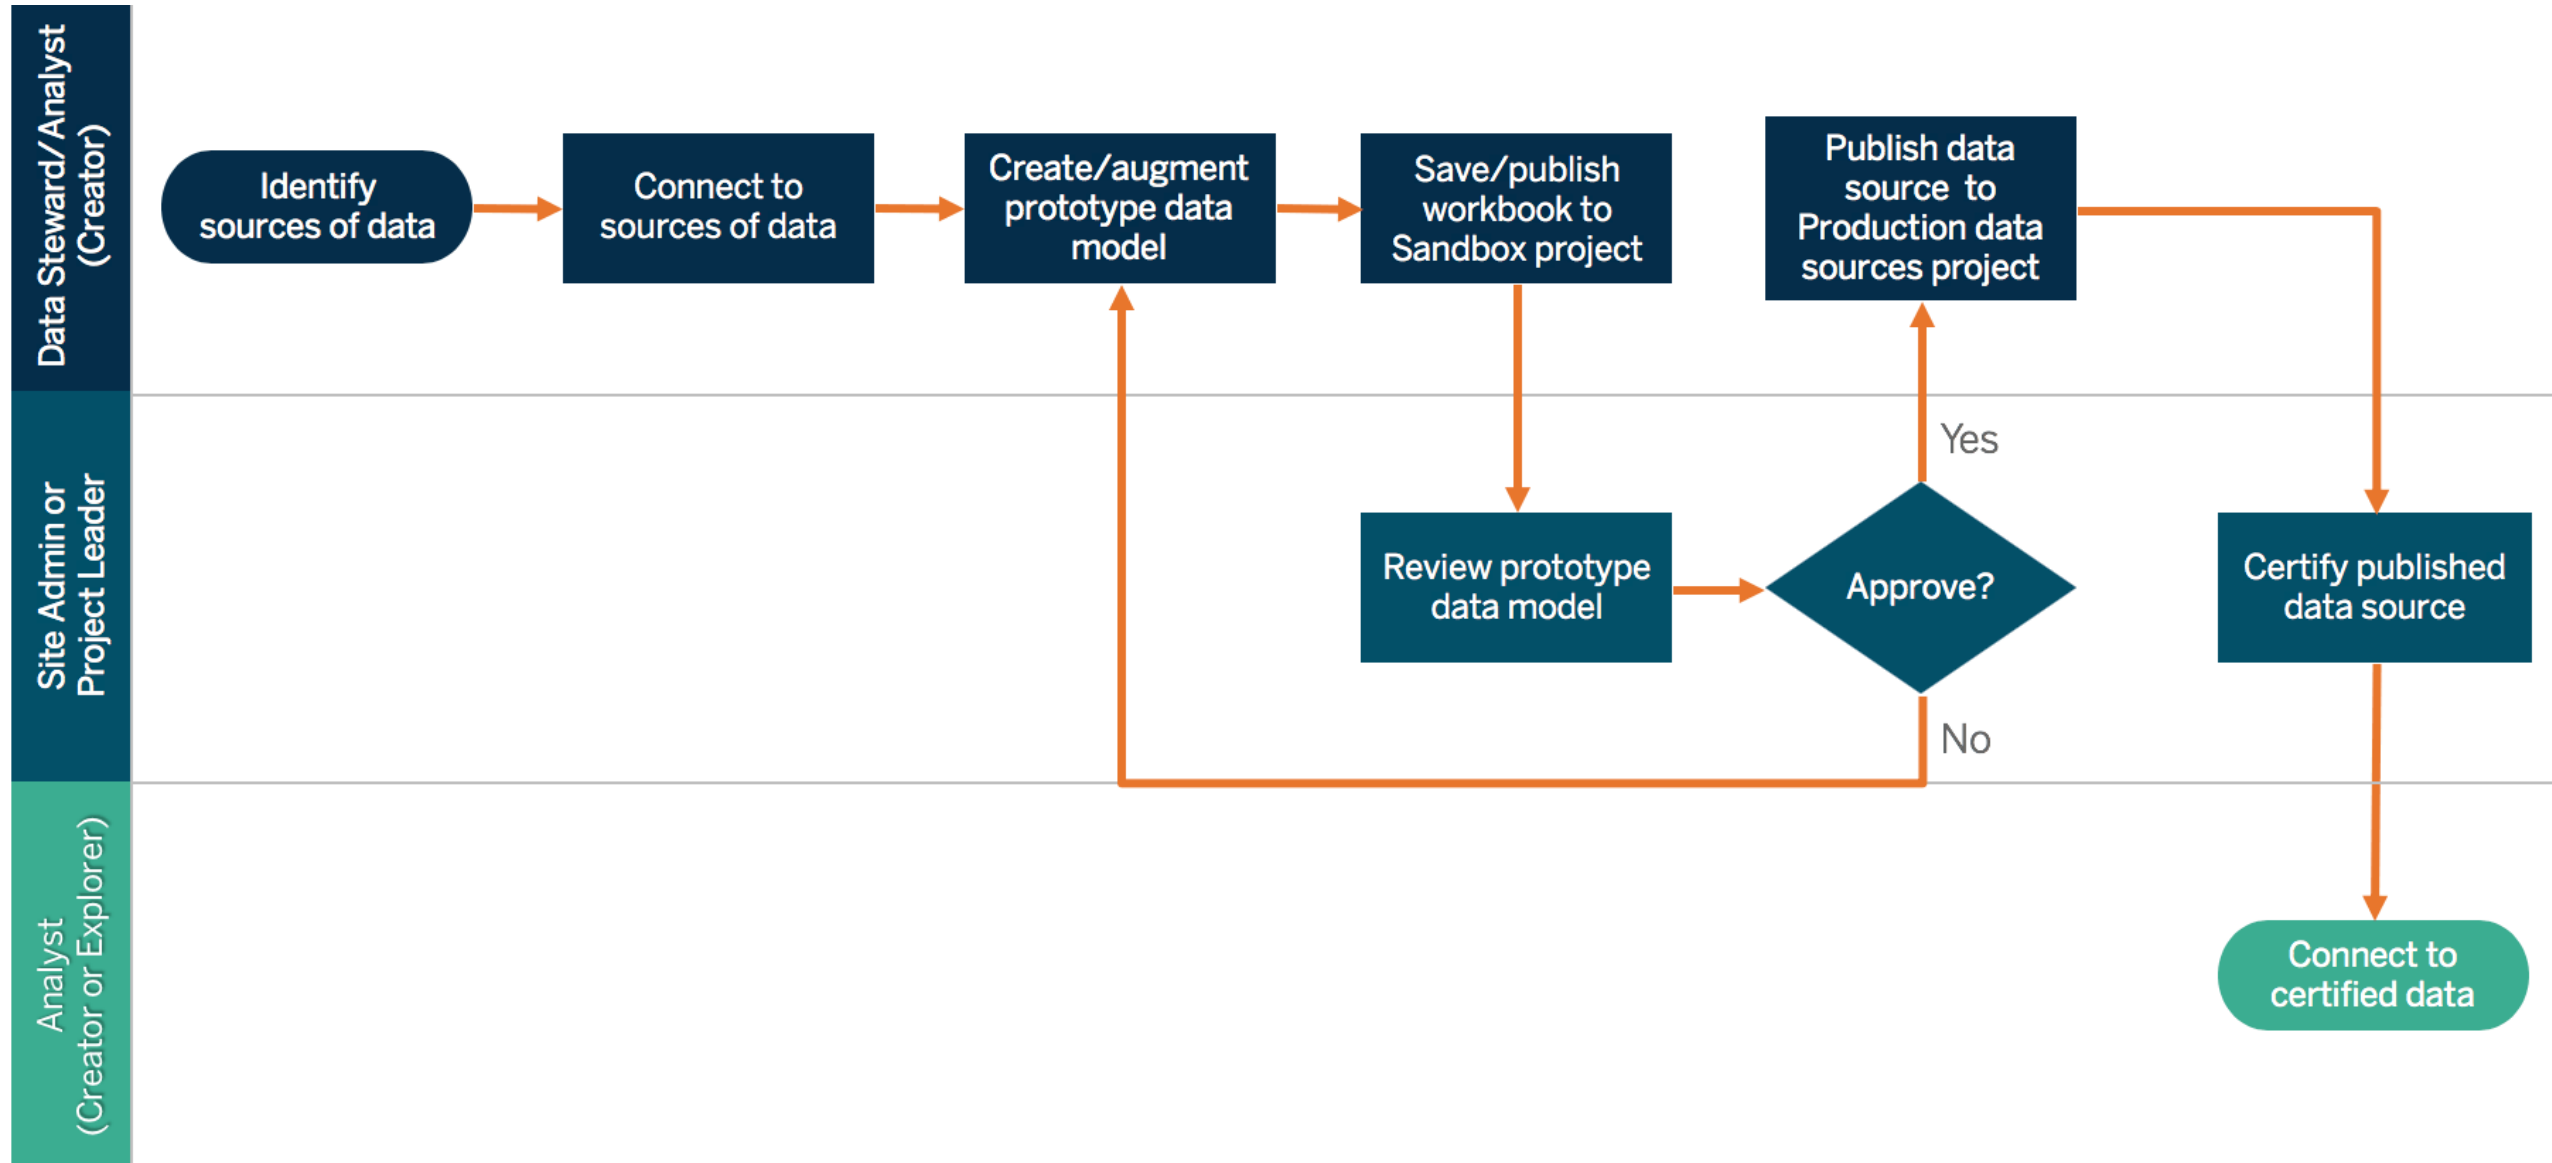 Data Steward/Analyst
(Creator)
Identify
sources of data
Connect to
sources of data
Create/augment
prototype data
model
Save/publish
workbook to
Sandbox project
Publish data
source to
Production data
sources project
Site Admin or
Project Leader
Review prototype
data model
Approve?
Yes
No
Certify published
data source
Analyst
(Creator or Explorer)
Connect to
certified data